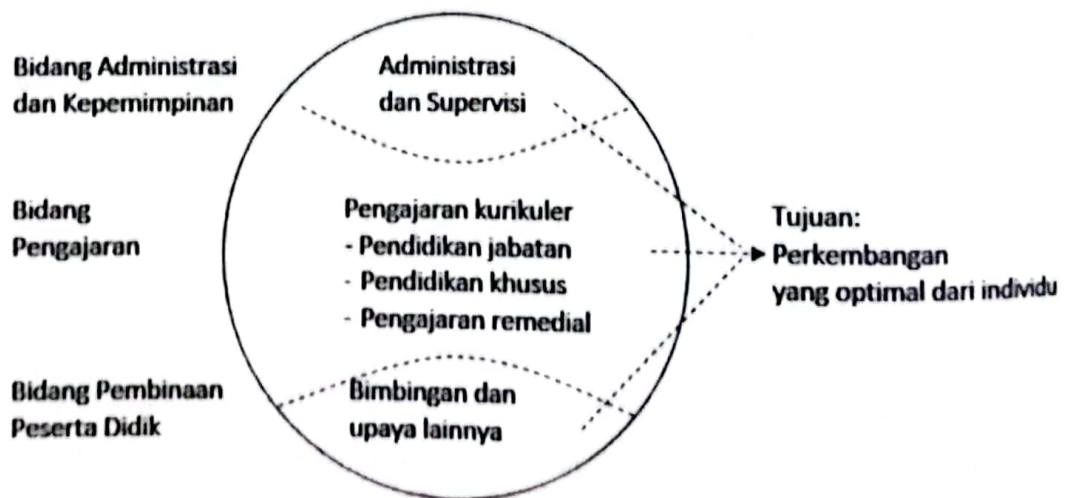 Bidang Administrasi
dan Kepemimpinan
Administrasi
dan Supervisi
Bidang
Pengajaran
Pengajaran kurikuler
- Pendidikan jabatan
- Pendidikan khusus
- Pengajaran remedial
Tujuan:
Perkembangan
yang optimal dari individu
Bidang Pembinaan
Peserta Didik
Bimbingan dan
upaya lainnya